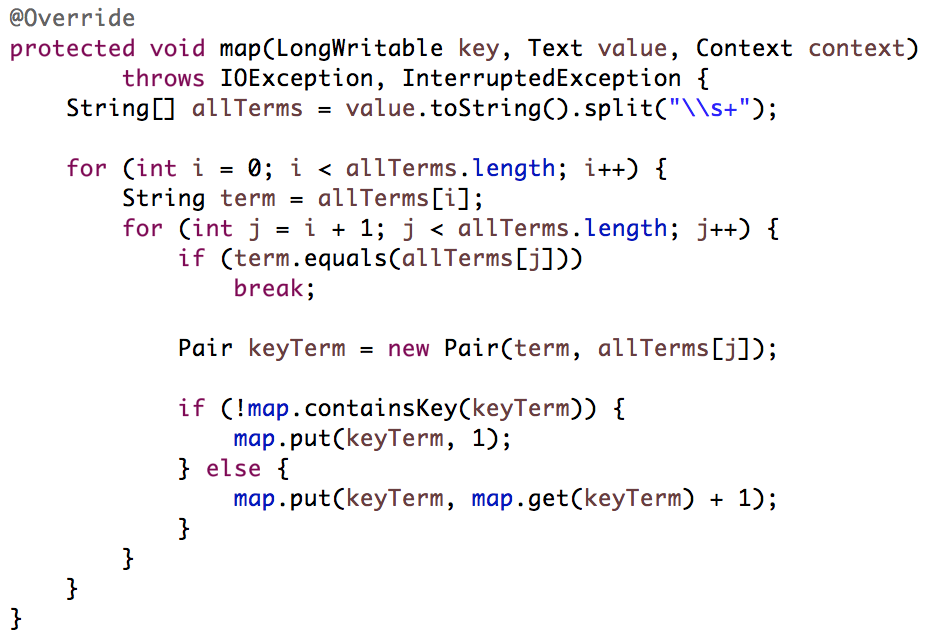 @Override
protected void map(LongWritable key, Text value, Context context)
        throws IOException, InterruptedException {
    String[] allTerms = value.toString().split("\\s+");

    for (int i = 0; i < allTerms.length; i++) {
        String term = allTerms[i];
        for (int j = i + 1; j < allTerms.length; j++) {
            if (term.equals(allTerms[j]))
                break;

            Pair keyTerm = new Pair(term, allTerms[j]);

            if (!map.containsKey(keyTerm)) {
                map.put(keyTerm, 1);
            } else {
                map.put(keyTerm, map.get(keyTerm) + 1);
            }
        }
    }
}